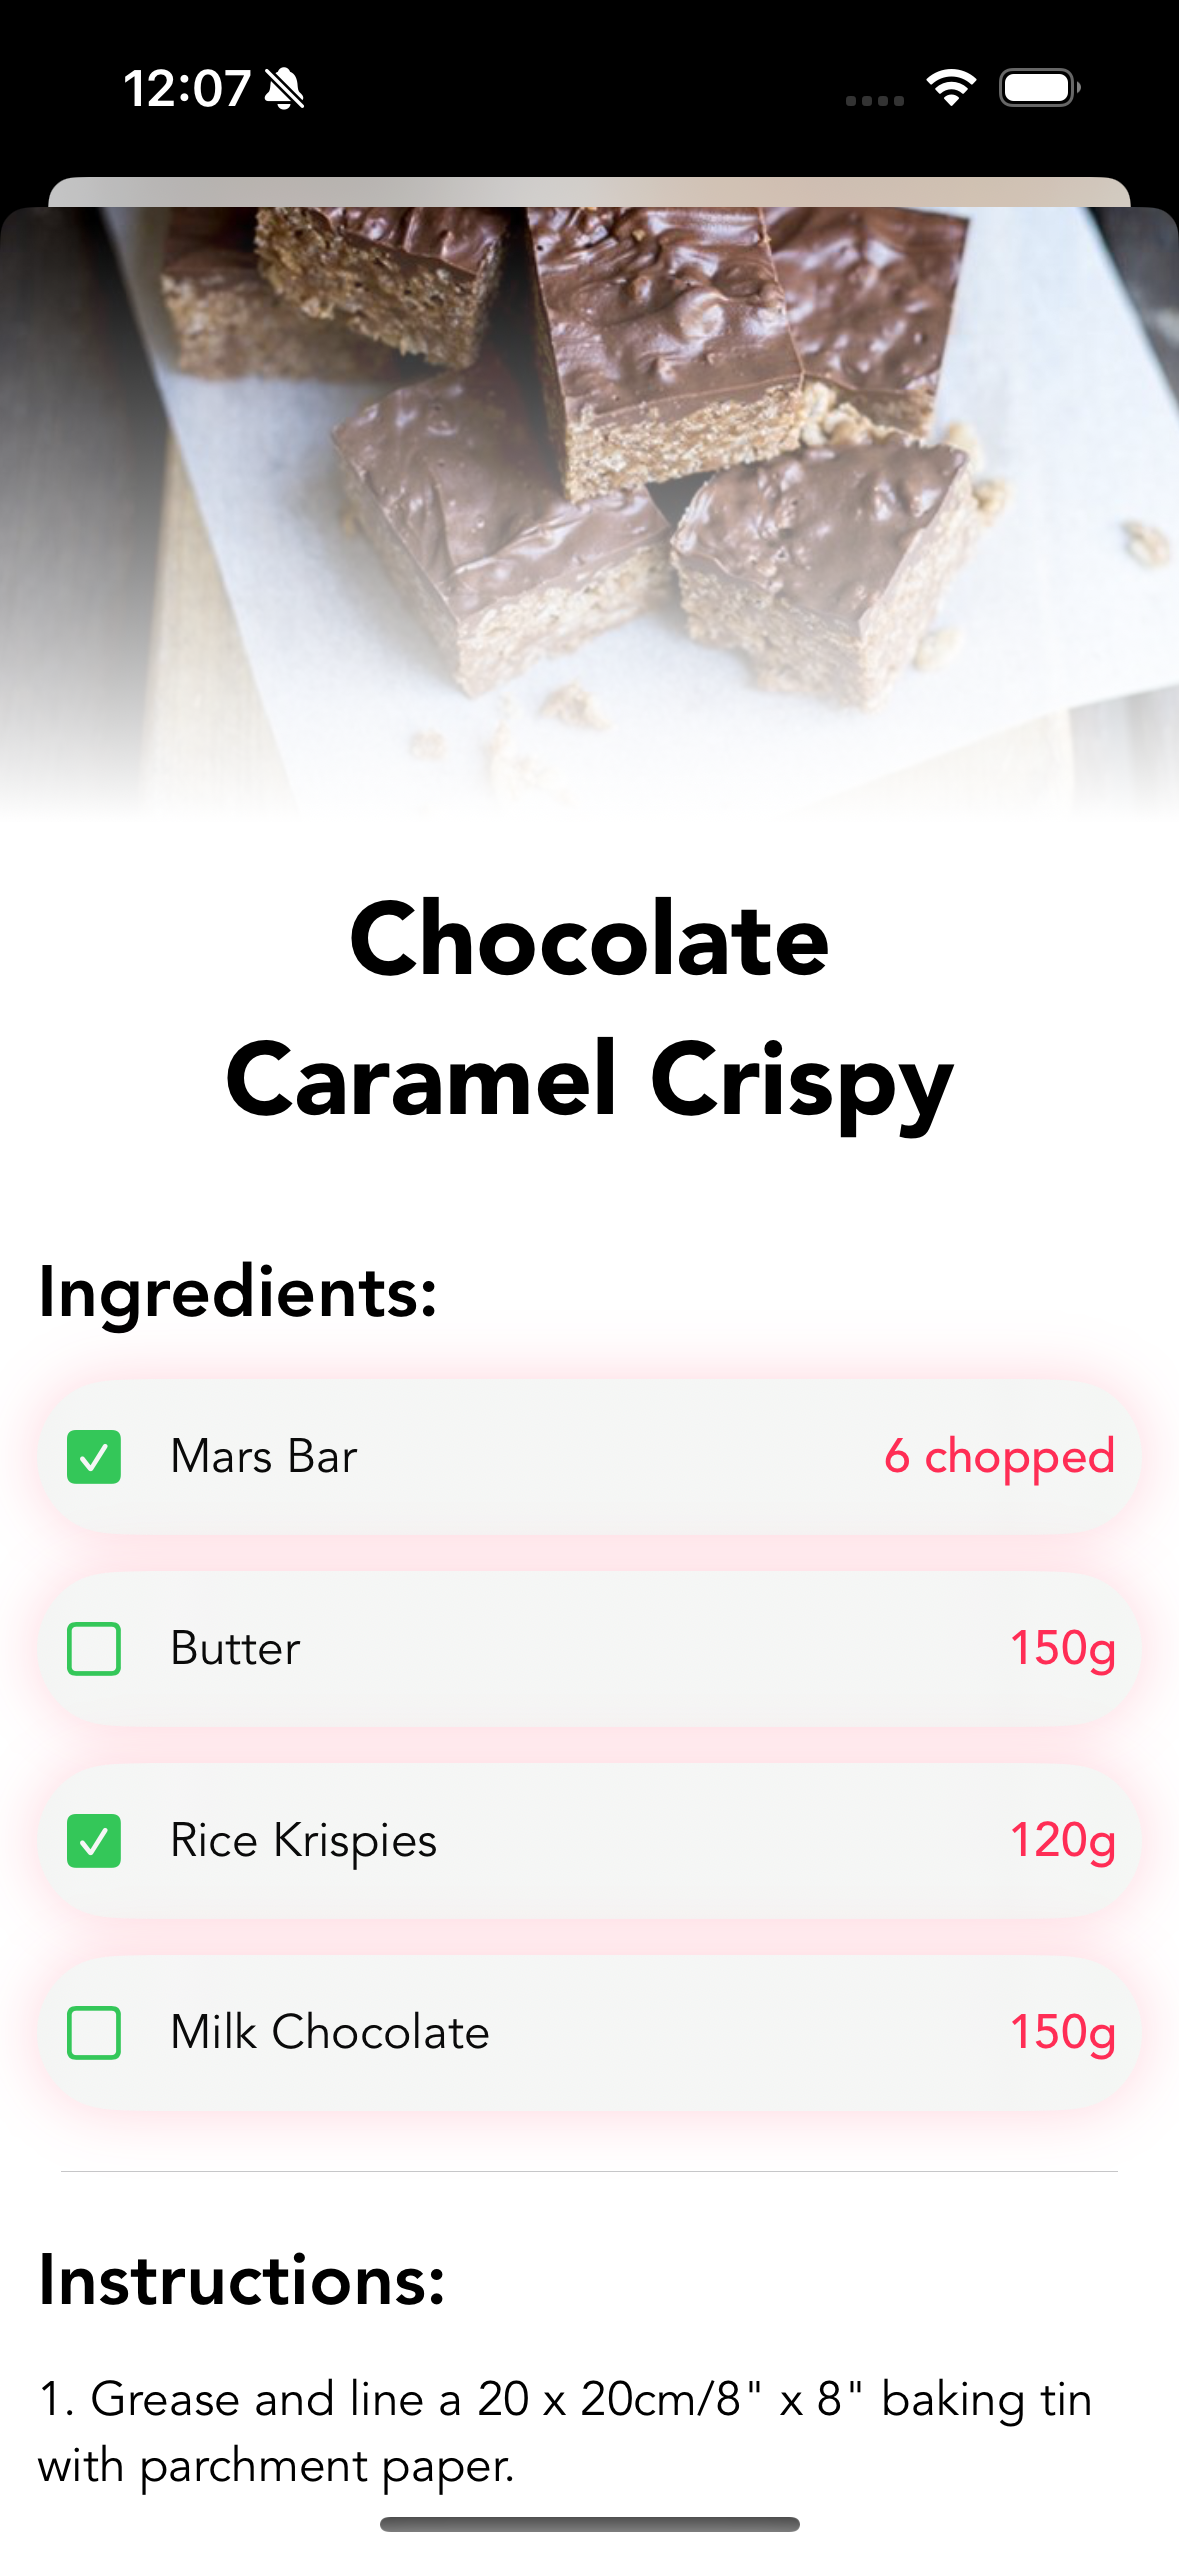 12:07
Chocolate
Caramel Crispy
Ingredients:
Mars Bar 6 chopped
Butter 150g
Rice Krispies 120g
Milk Chocolate 150g
Instructions:
1. Grease and line a 20 x 20cm/8" x 8" baking tin
with parchment paper.